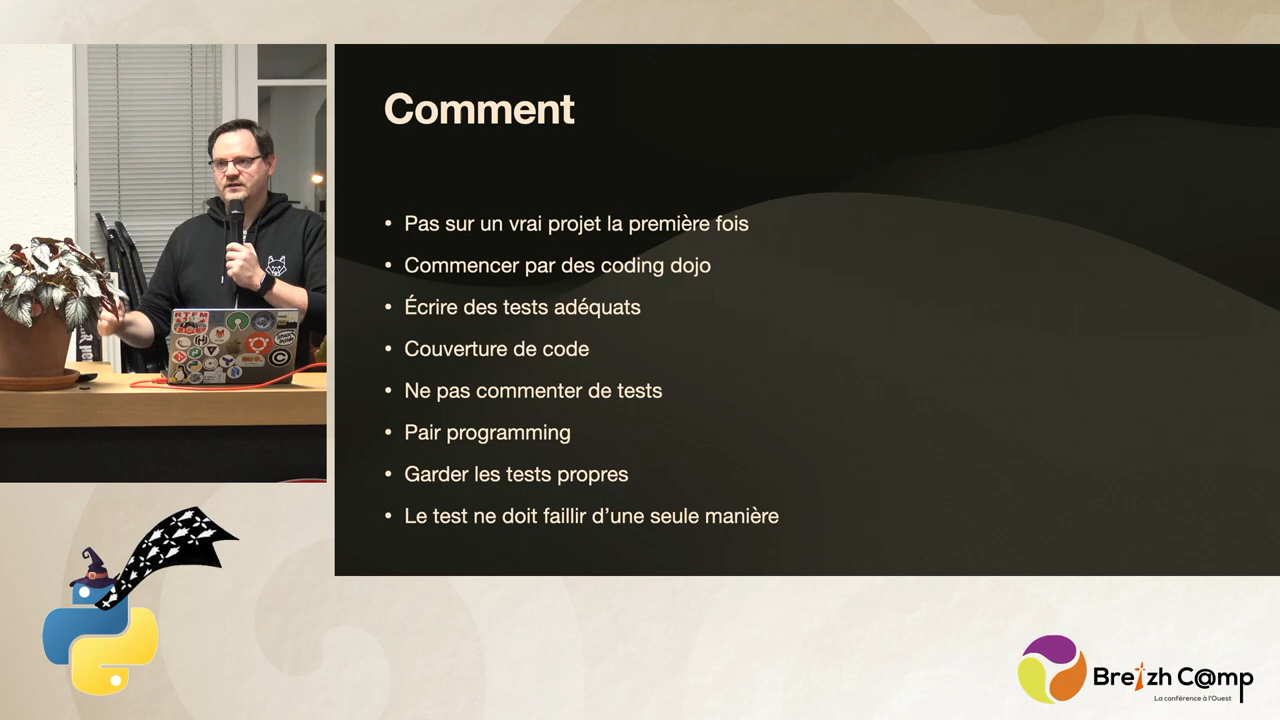 Comment
• Pas sur un vrai projet la première fois
• Commencer par des coding dojo
• Écrire des tests adéquats
• Couverture de code
• Ne pas commenter de tests
• Pair programming
• Garder les tests propres
• Le test ne doit faillir d’une seule manière
RTFM
Breizh C@mp
La conférence à l'Ouest